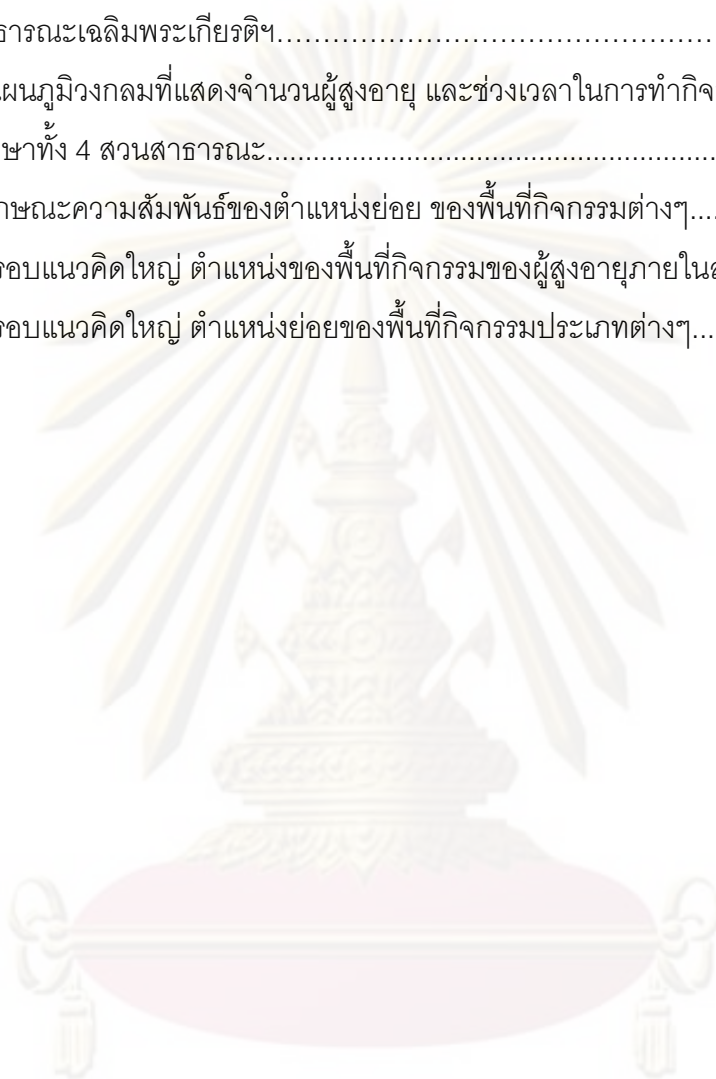 ธารณะเฉลิมพระเกียรติฯ..........................................
ผนภูมิวงกลมที่แสดงจำนวนผู้สูงอายุ และช่วงเวลาในการทำกิจ
ษาทั้ง 4 สวนสาธารณะ..........................................................
กษณะความสัมพันธ์ของตำแหน่งย่อย ของพื้นที่กิจกรรมต่างๆ....
รอบแนวคิดใหญ่ ตำแหน่งของพื้นที่กิจกรรมของผู้สูงอายุภายใน
รอบแนวคิดใหญ่ ตำแหน่งย่อยของพื้นที่กิจกรรมประเภทต่างๆ...